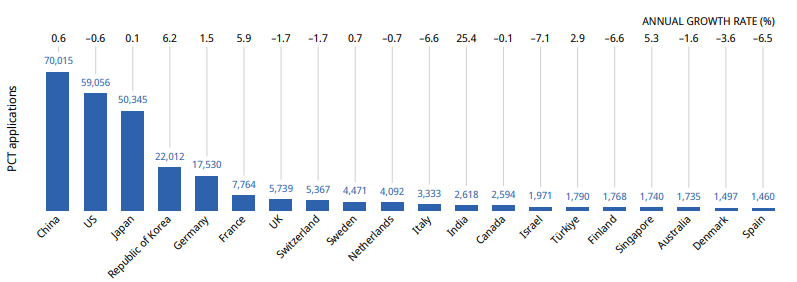 ANNUAL GROWTH RATE (%)
0.6 −0.6 0.1 6.2 1.5 5.9 −1.7 −1.7 0.7 −0.7 −6.6 25.4 −0.1 −7.1 2.9 −6.6 5.3 −1.6 −3.6 −6.5
70,015
59,056
50,345
22,012
17,530
7,764
5,739
5,367
4,471
4,092
3,333
2,618
2,594
1,971
1,790
1,768
1,740
1,735
1,497
1,460
PCT applications
China
US
Japan
Republic of Korea
Germany
France
UK
Switzerland
Sweden
Netherlands
Italy
India
Canada
Israel
Türkiye
Finland
Singapore
Australia
Denmark
Spain